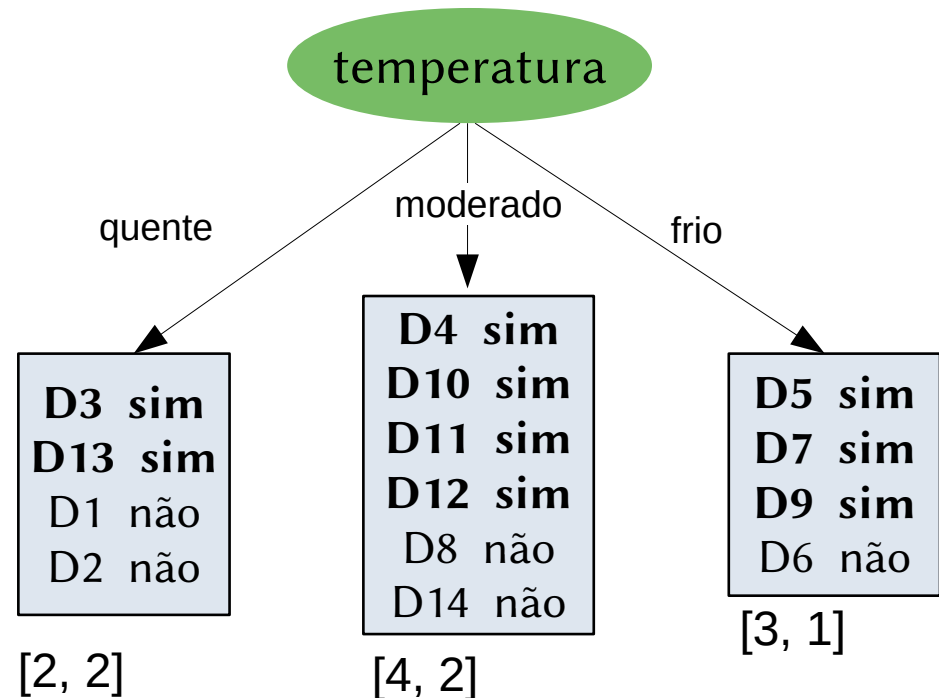 temperatura
quente
moderado
frio
D3 sim
D13 sim
D1 não
D2 não
[2, 2]
D4 sim
D10 sim
D11 sim
D12 sim
D8 não
D14 não
[4, 2]
D5 sim
D7 sim
D9 sim
D6 não
[3, 1]